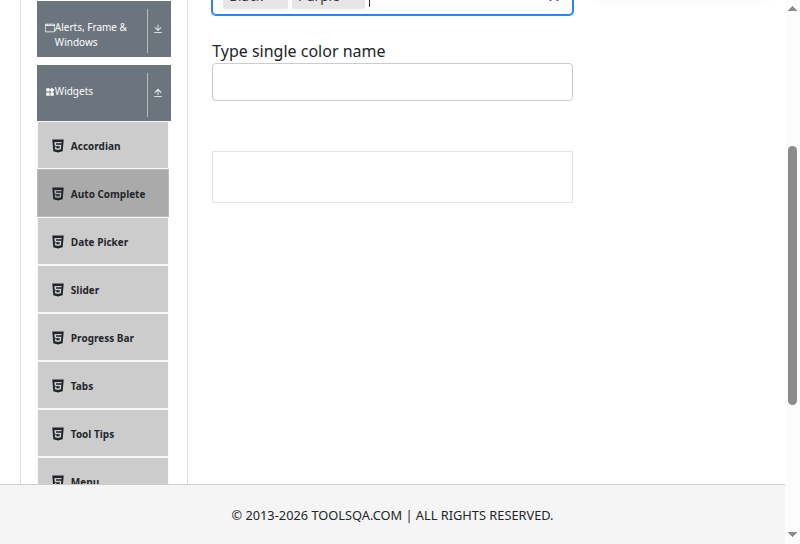 Alerts, Frame &
Windows
Widgets
Accordian
Auto Complete
Date Picker
Slider
Progress Bar
Tabs
Tool Tips
Type single color name
© 2013-2026 TOOLSQA.COM | ALL RIGHTS RESERVED.